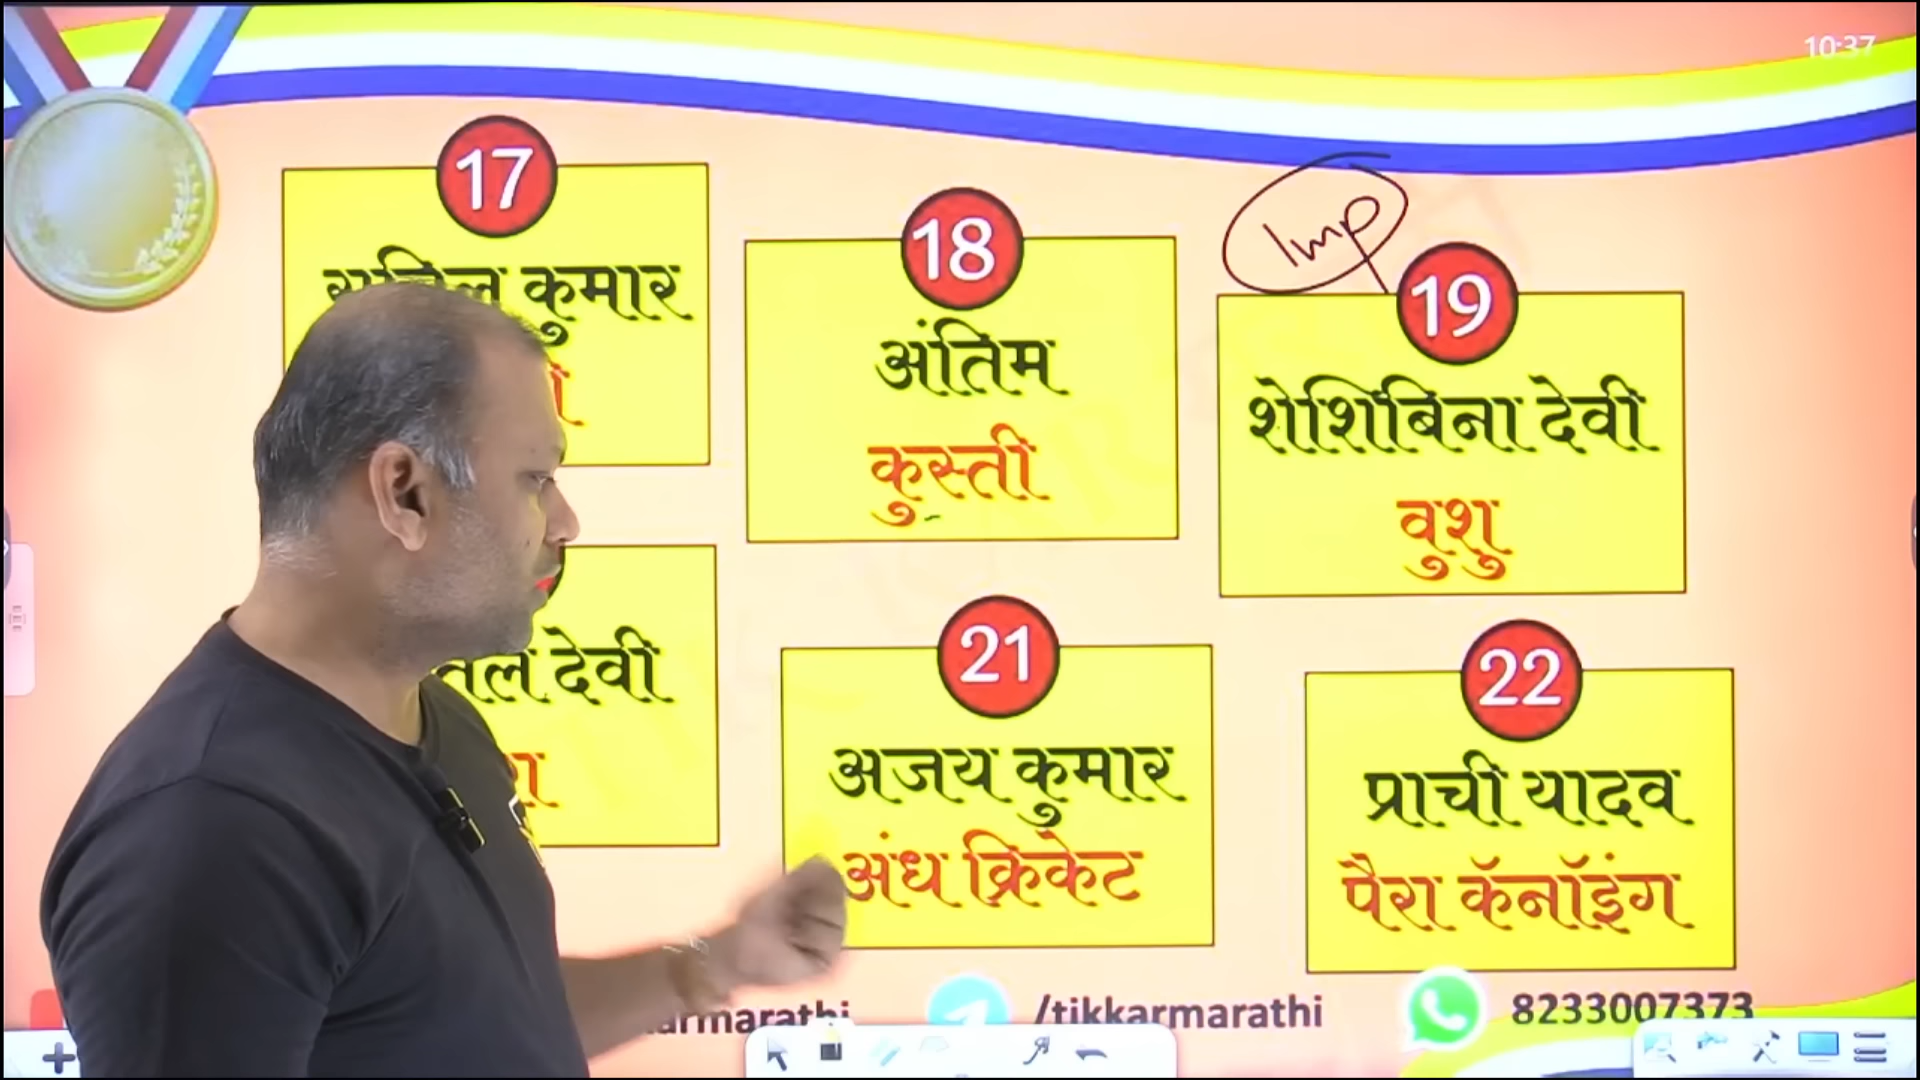 10:37
17
कुमार
18
अंतिम
कुस्ती
Imp
19
शेशिबिना देवी
वुशु
देवी
21
अजय कुमार
अंध क्रिकेट
22
प्राची यादव
पैरा कॅनॉइंग
/tikkarmarathi
8233007373